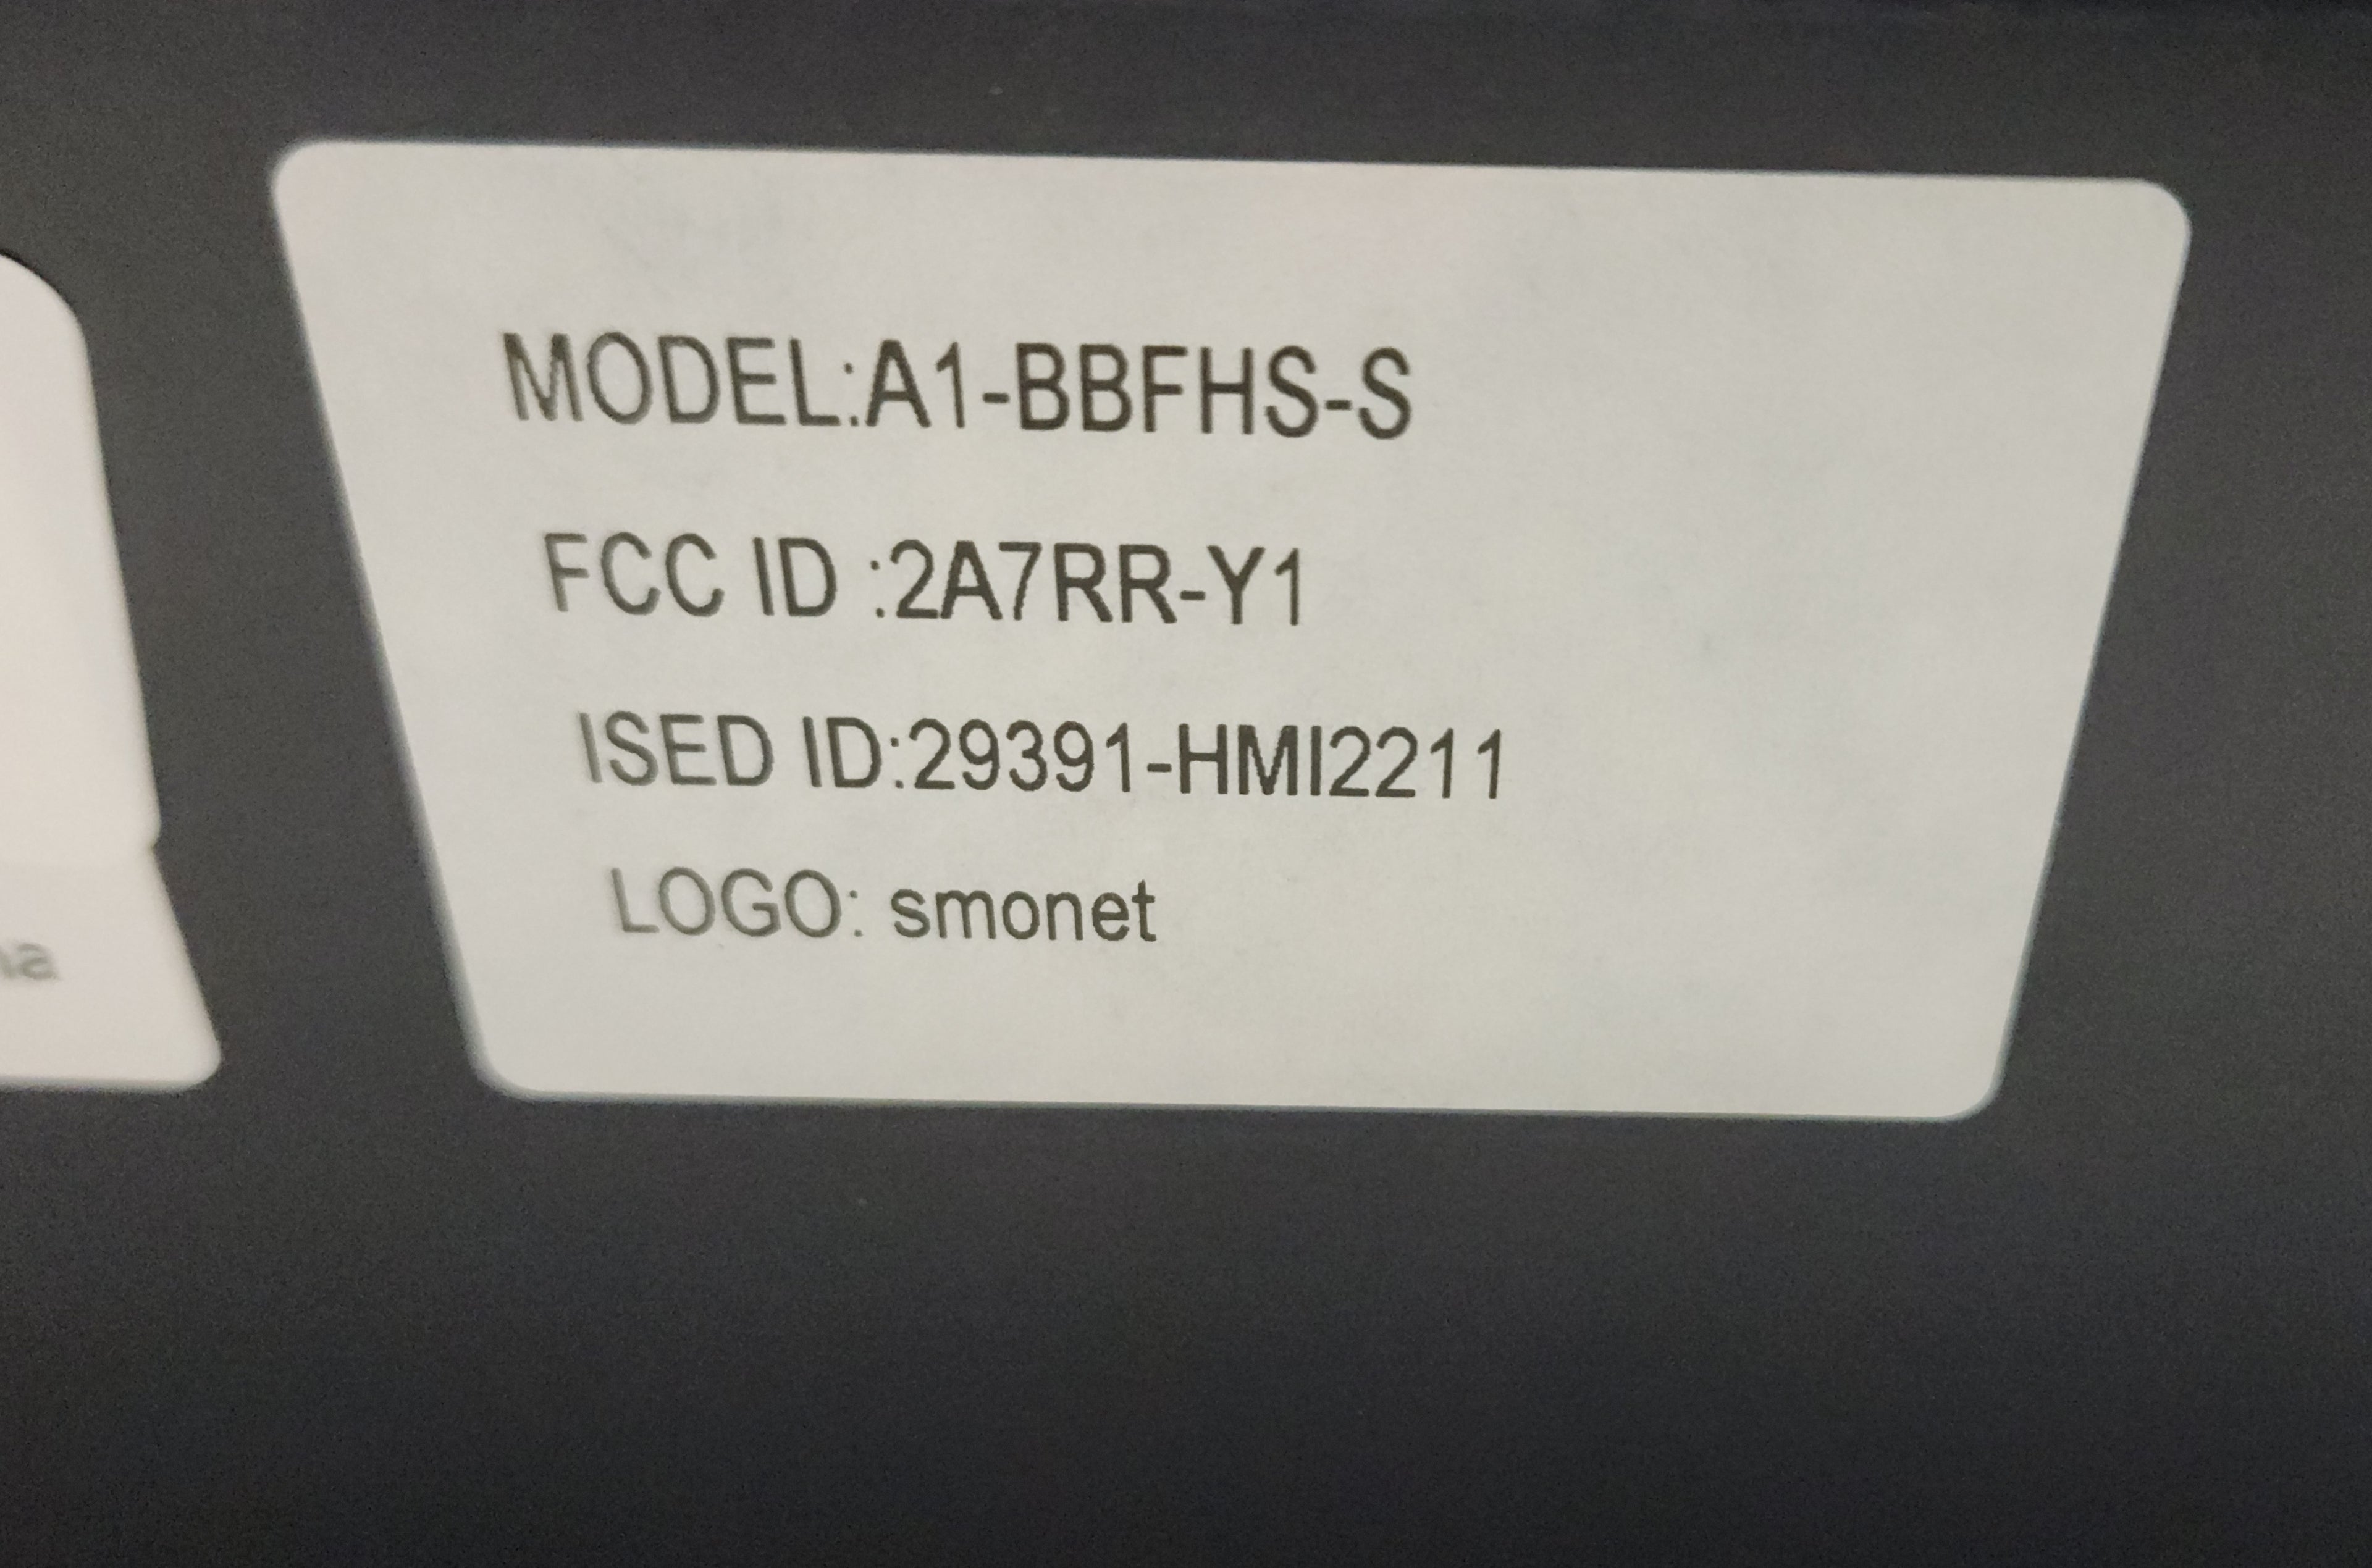 MODEL:A1-BBFHS-S
FCC ID :2A7RR-Y1
ISED ID:29391-HMI2211
LOGO: smonet